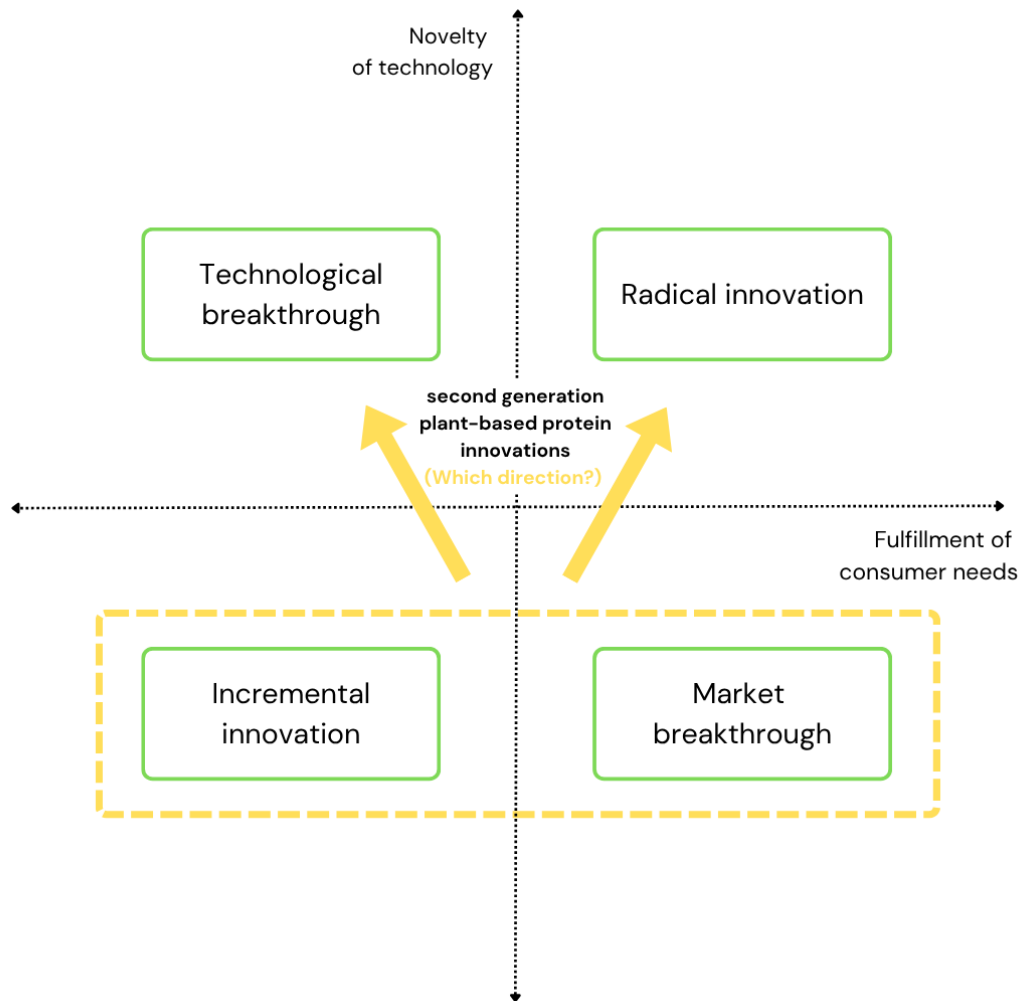 Novelty
of technology
Technological
breakthrough
Radical innovation
second generation
plant-based protein
innovations
(Which direction?)
Fulfillment of
consumer needs
Incremental
innovation
Market
breakthrough